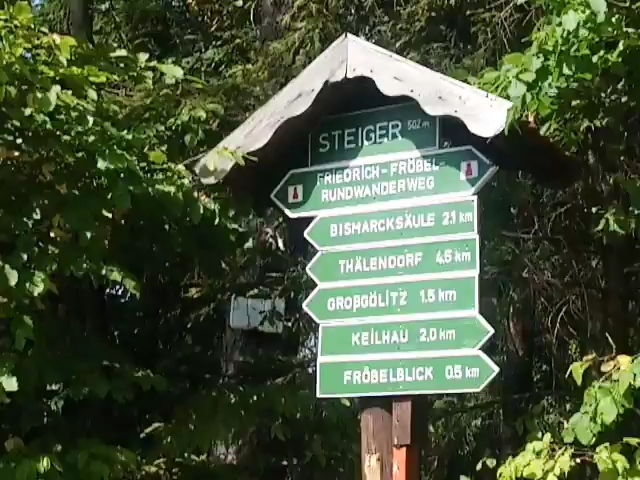 STEIGER 502 m
FRIEDRICH-FRÖBEL-
RUNDWANDERWEG
BISMARCKSÄULE 2.1 km
THÄLENDORF 4,5 km
GROßGÖLITZ 1.5 km
KEILHAU 2,0 km
FRÖBELBLICK 0.5 km